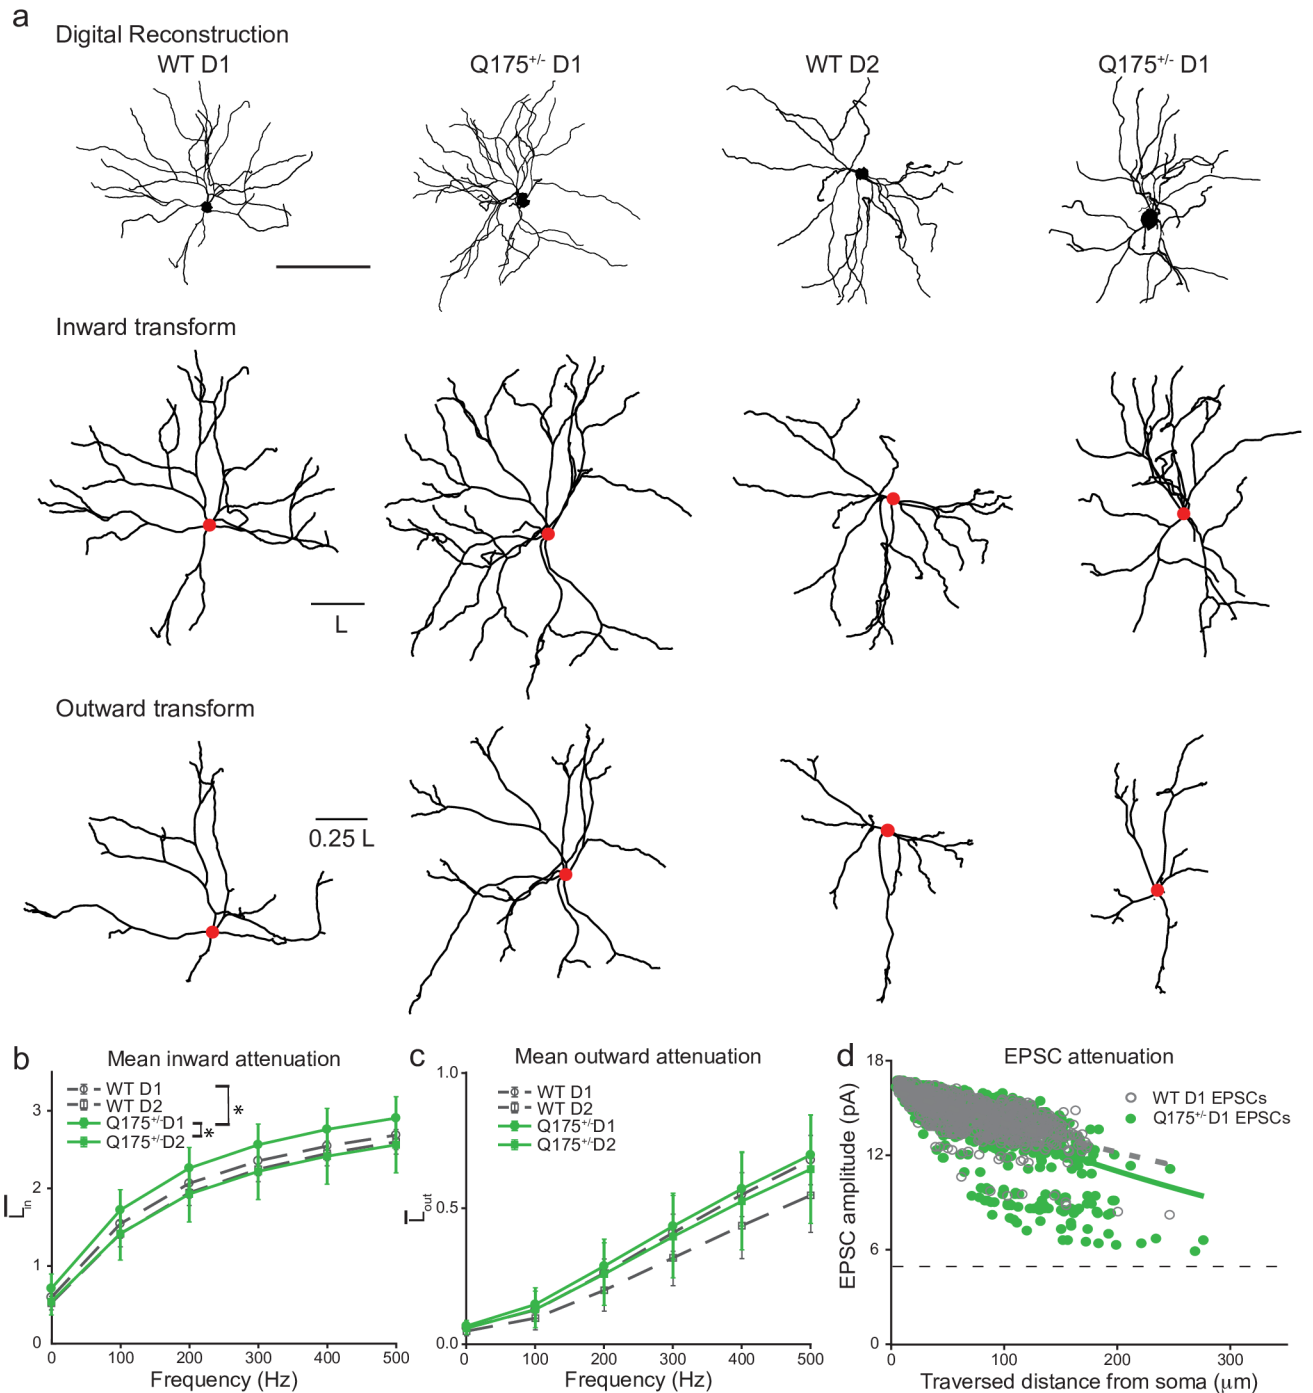 a
Digital Reconstruction
WT D1
Q175+/- D1
WT D2
Q175+/- D1
Inward transform
L
Outward transform
0.25 L
b
Mean inward attenuation
WT D1
WT D2
Q175+/-D1
Q175+/-D2
*
*
3
2
1
0
L̅in
0 100 200 300 400 500
Frequency (Hz)
c
Mean outward attenuation
WT D1
WT D2
Q175+/-D1
Q175+/-D2
1.0
0.5
0.0
L̅out
0 100 200 300 400 500
Frequency (Hz)
d
EPSC attenuation
WT D1 EPSCs
Q175+/-D1 EPSCs
18
12
6
0
EPSC amplitude (pA)
0 100 200 300
Traversed distance from soma (μm)